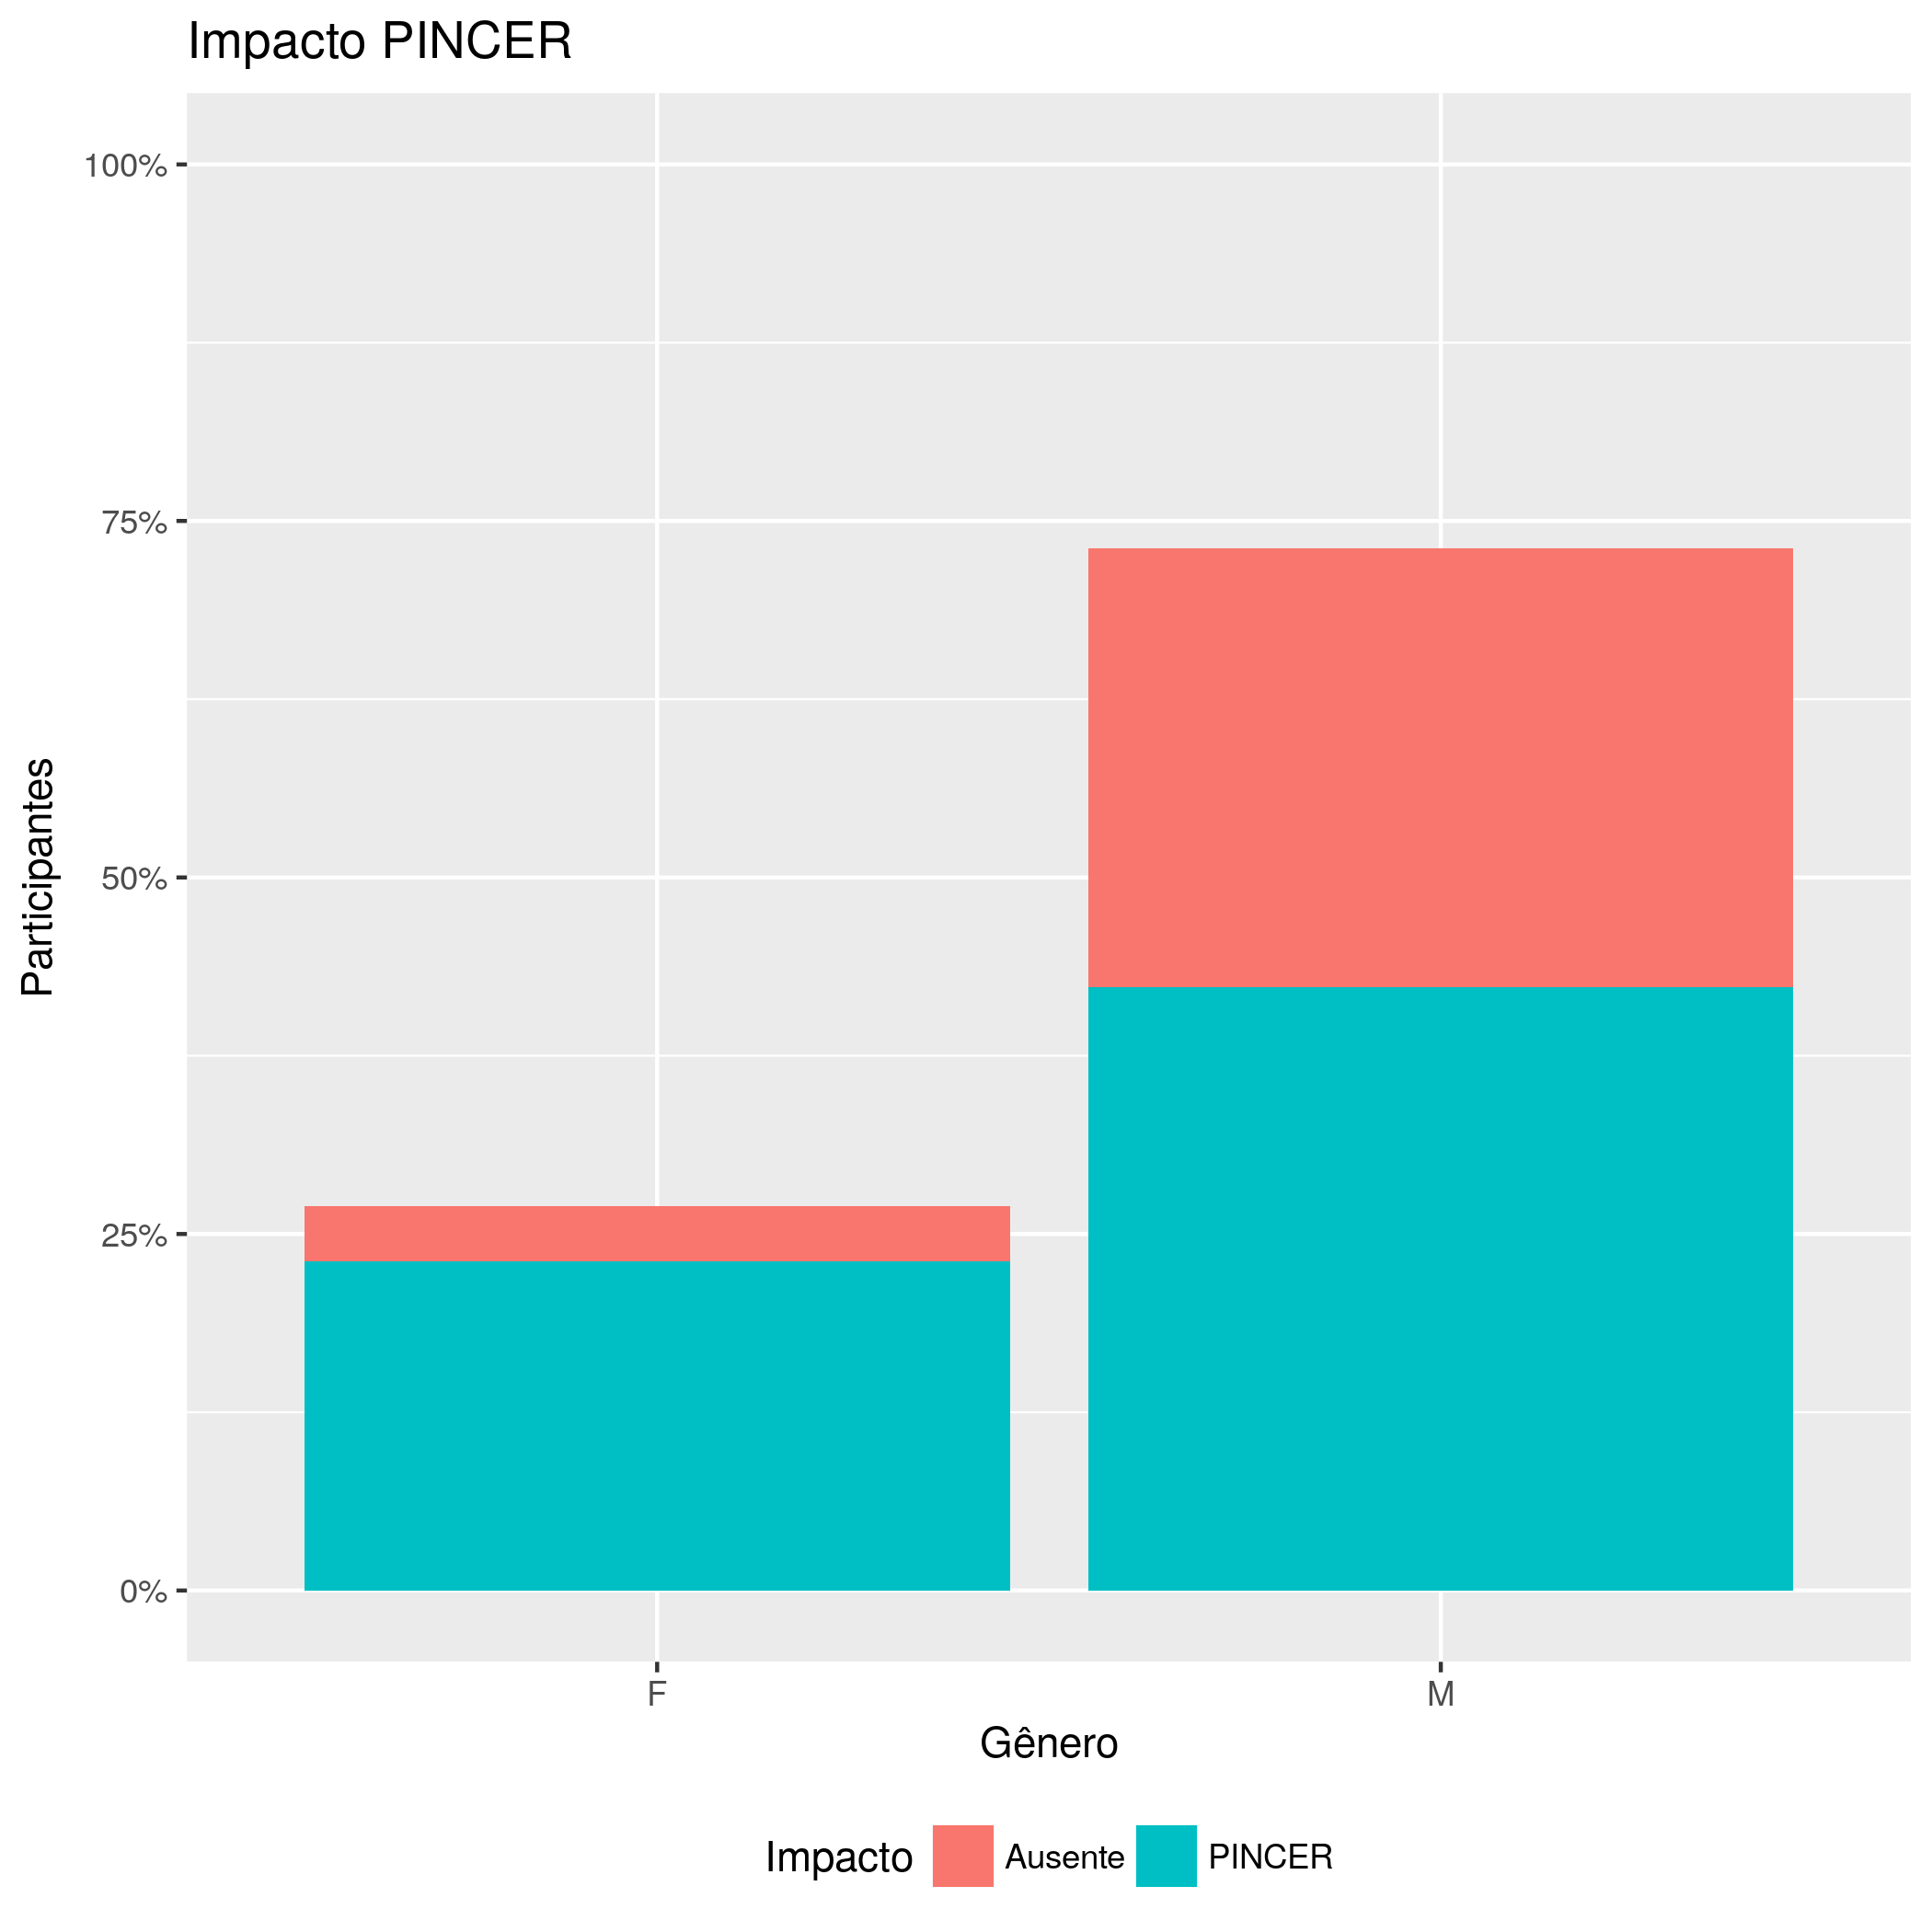 Impacto PINCER
100%
75%
50%
25%
0%
Participantes
F
M
Gênero
Impacto
Ausente
PINCER